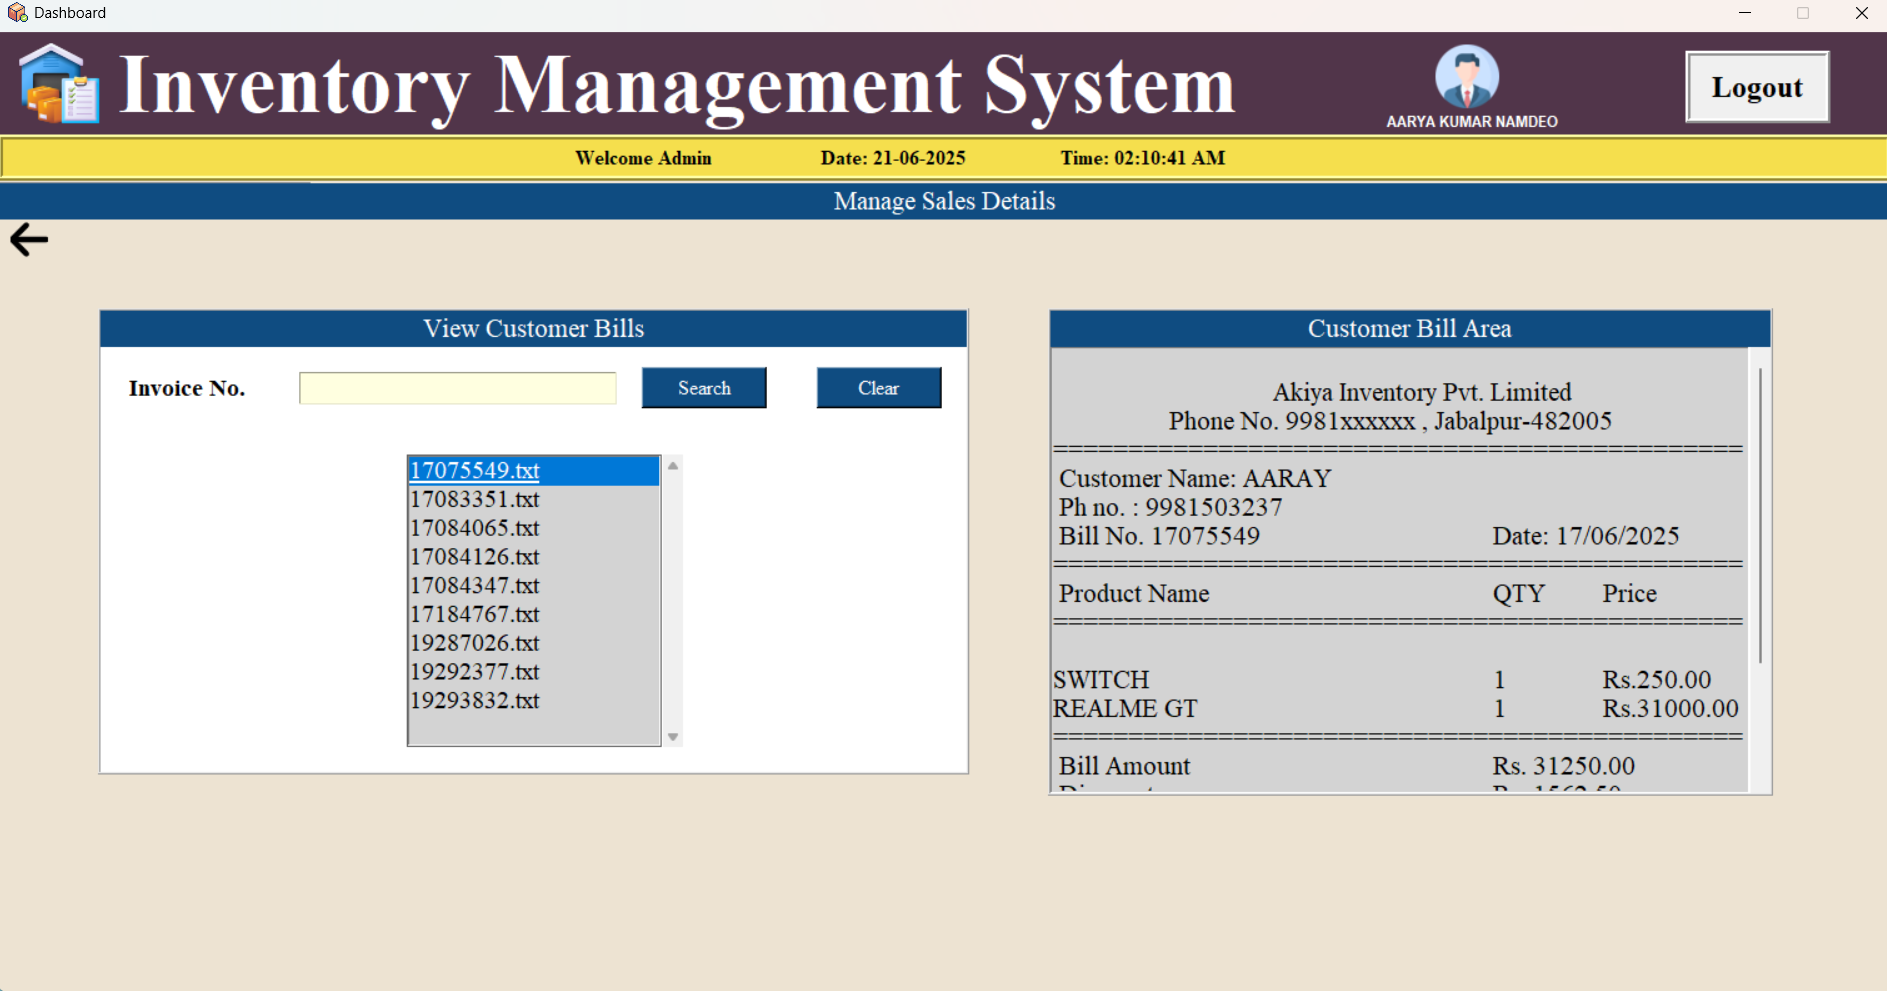 Dashboard
Inventory Management System
AARYA KUMAR NAMDEO
Logout
Welcome Admin Date: 21-06-2025 Time: 02:10:41 AM
Manage Sales Details
View Customer Bills
Invoice No. Search Clear
17075549.txt
17083351.txt
17084065.txt
17084126.txt
17084347.txt
17184767.txt
19287026.txt
19292377.txt
19293832.txt
Customer Bill Area
Akiya Inventory Pvt. Limited
Phone No. 9981xxxxxx , Jabalpur-482005
==============================================
Customer Name: AARAY
Ph no. : 9981503237
Bill No. 17075549 Date: 17/06/2025
==============================================
Product Name QTY Price
==============================================
SWITCH 1 Rs.250.00
REALME GT 1 Rs.31000.00
==============================================
Bill Amount Rs. 31250.00